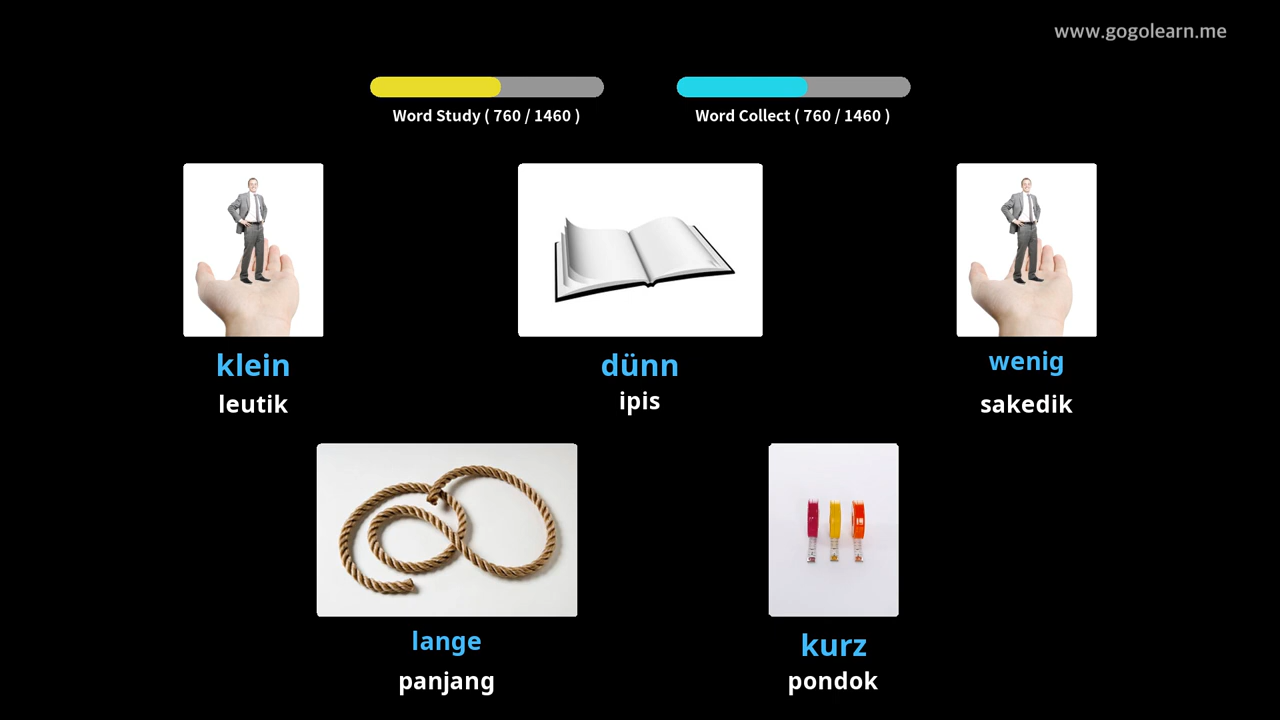 www.gogolearn.me
Word Study ( 760 / 1460 )
Word Collect ( 760 / 1460 )
klein
leutik
dünn
ipis
wenig
sakedik
lange
panjang
kurz
pondok